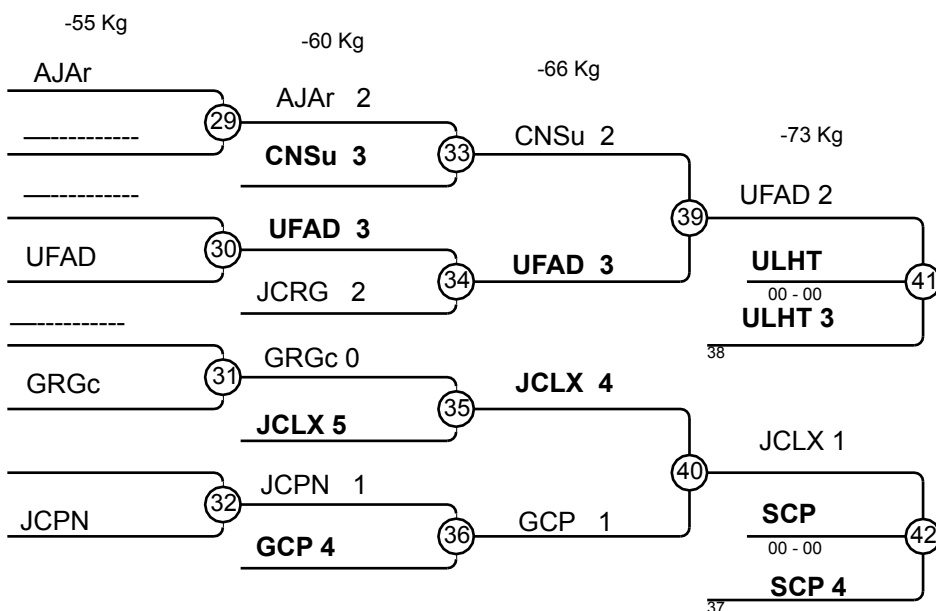 -55 Kg
-60 Kg
-66 Kg
-73 Kg
AJAr
29
AJAr 2
CNSu 3
33
CNSu 2
UFAD
30
UFAD 3
JCRG 2
34
UFAD 3
39
UFAD 2
ULHT
00 - 00
41
ULHT 3
38
GRGc
31
GRGc 0
JCLX 5
35
JCLX 4
JCPN
32
JCPN 1
GCP 4
36
GCP 1
40
JCLX 1
SCP
00 - 00
42
SCP 4
37